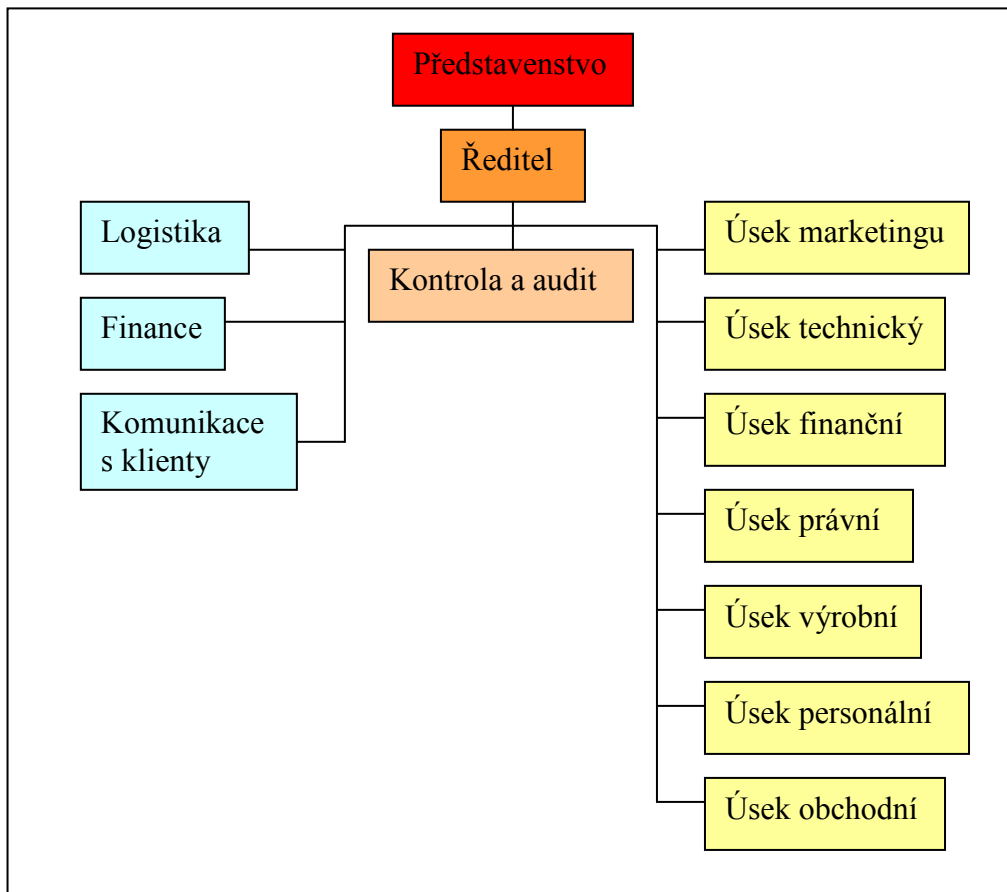 Představenstvo
Ředitel
Logistika
Finance
Komunikace
s klienty
Kontrola a audit
Úsek marketingu
Úsek technický
Úsek finanční
Úsek právní
Úsek výrobní
Úsek personální
Úsek obchodní